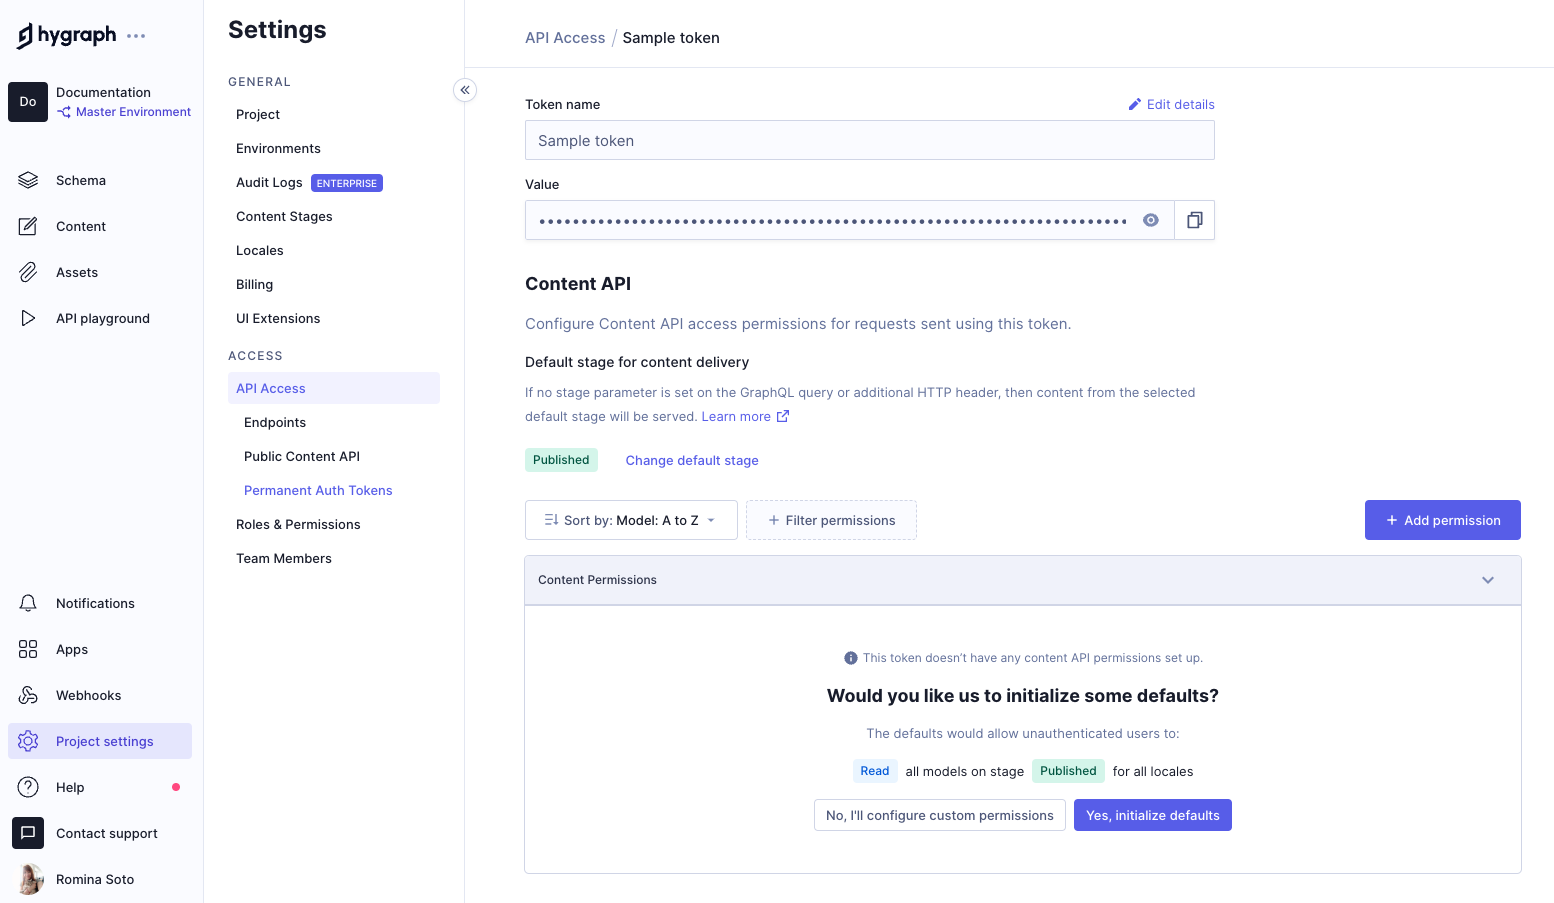 hygraph
Do
Documentation
Master Environment
Schema
Content
Assets
API playground
Notifications
Apps
Webhooks
Project settings
Help
Contact support
Romina Soto
Settings
GENERAL
Project
Environments
Audit Logs ENTERPRISE
Content Stages
Locales
Billing
UI Extensions
ACCESS
API Access
Endpoints
Public Content API
Permanent Auth Tokens
Roles & Permissions
Team Members
API Access / Sample token
Token name
Edit details
Sample token
Value
Content API
Configure Content API access permissions for requests sent using this token.
Default stage for content delivery
If no stage parameter is set on the GraphQL query or additional HTTP header, then content from the selected
default stage will be served. Learn more
Published Change default stage
Sort by: Model: A to Z
+ Filter permissions
+ Add permission
Content Permissions
This token doesn't have any content API permissions set up.
Would you like us to initialize some defaults?
The defaults would allow unauthenticated users to:
Read all models on stage Published for all locales
No, I'll configure custom permissions
Yes, initialize defaults